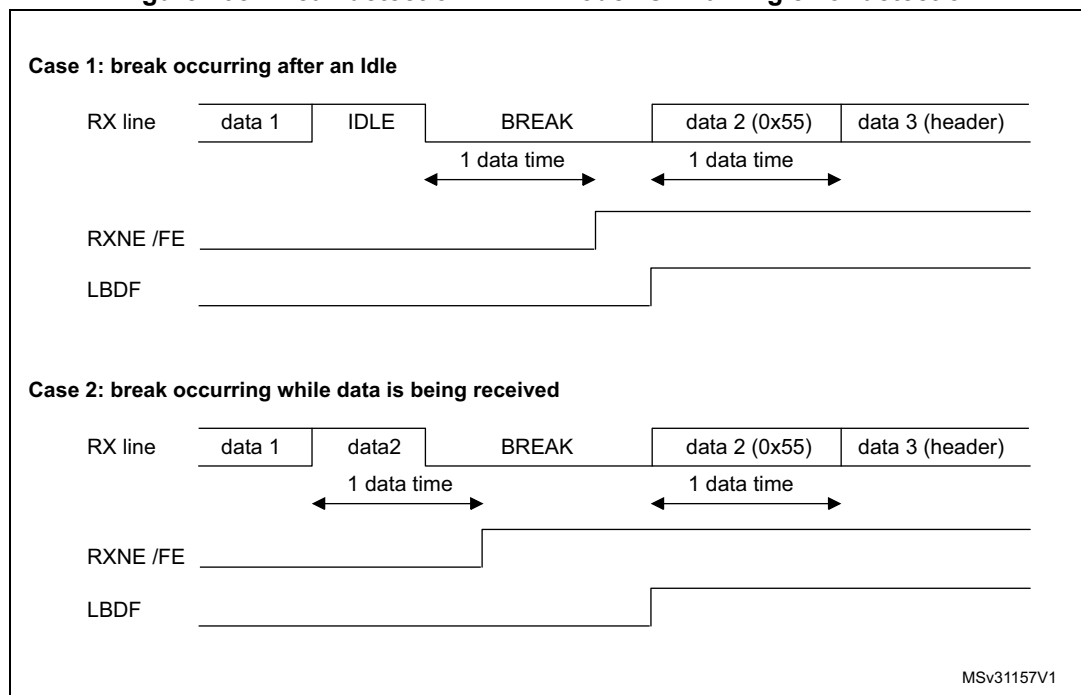 Case 1: break occurring after an Idle
RX line data 1 IDLE BREAK data 2 (0x55) data 3 (header)
1 data time 1 data time
RXNE /FE
LBDF
Case 2: break occurring while data is being received
RX line data 1 data2 BREAK data 2 (0x55) data 3 (header)
1 data time 1 data time
RXNE /FE
LBDF
MSv31157V1